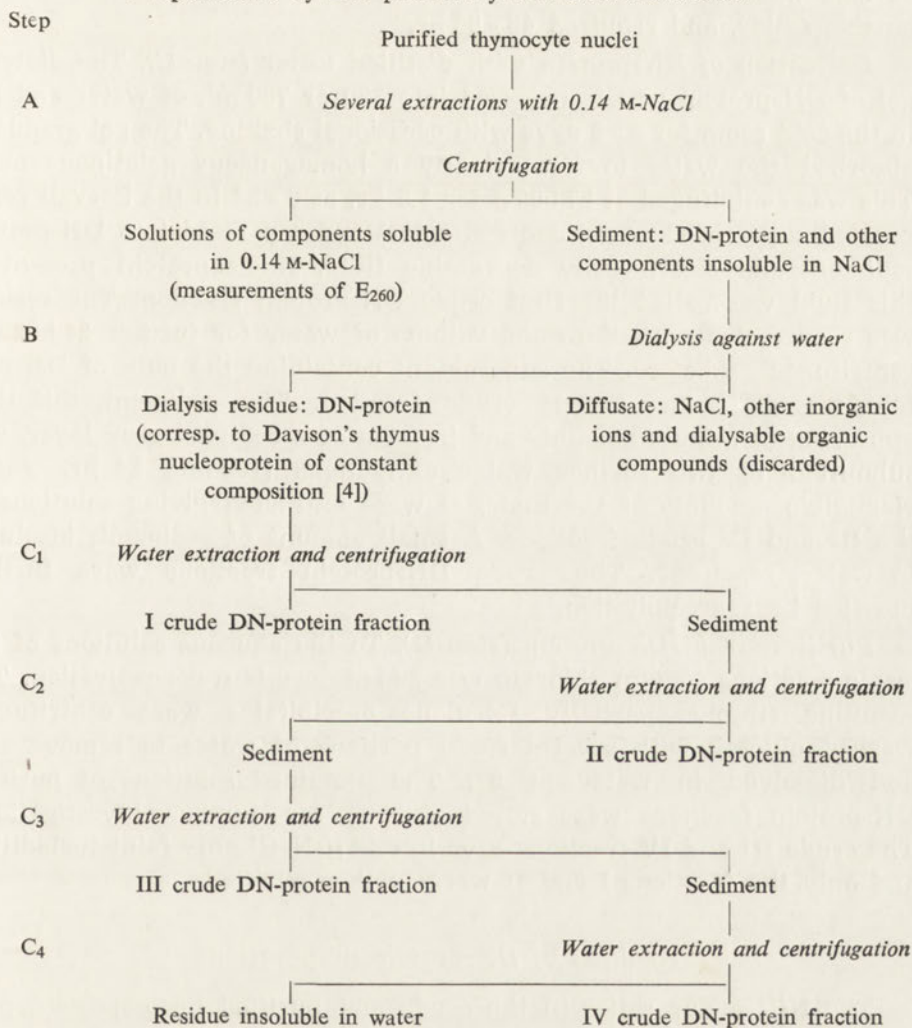 Step
Purified thymocyte nuclei
A Several extractions with 0.14 M-NaCl
Centrifugation
Solutions of components soluble Sediment: DN-protein and other
in 0.14 M-NaCl components insoluble in NaCl
(measurements of E₂₆₀)
B Dialysis against water
Dialysis residue: DN-protein Diffusate: NaCl, other inorganic
(corresp. to Davison's thymus ions and dialysable organic
nucleoprotein of constant compounds (discarded)
composition [4])
C₁ Water extraction and centrifugation
I crude DN-protein fraction Sediment
C₂ Water extraction and centrifugation
Sediment II crude DN-protein fraction
C₃ Water extraction and centrifugation
III crude DN-protein fraction Sediment
C₄ Water extraction and centrifugation
Residue insoluble in water IV crude DN-protein fraction